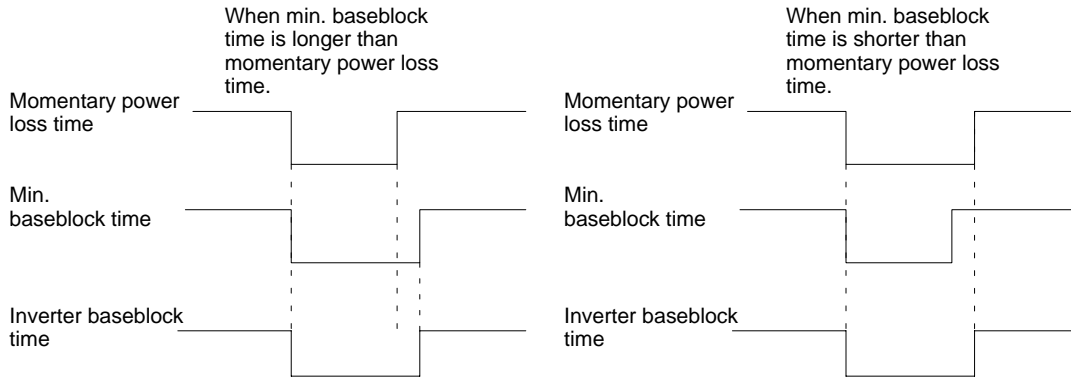 When min. baseblock
time is longer than
momentary power loss
time.
Momentary power
loss time
Min.
baseblock time
Inverter baseblock
time
When min. baseblock
time is shorter than
momentary power loss
time.
Momentary power
loss time
Min.
baseblock time
Inverter baseblock
time